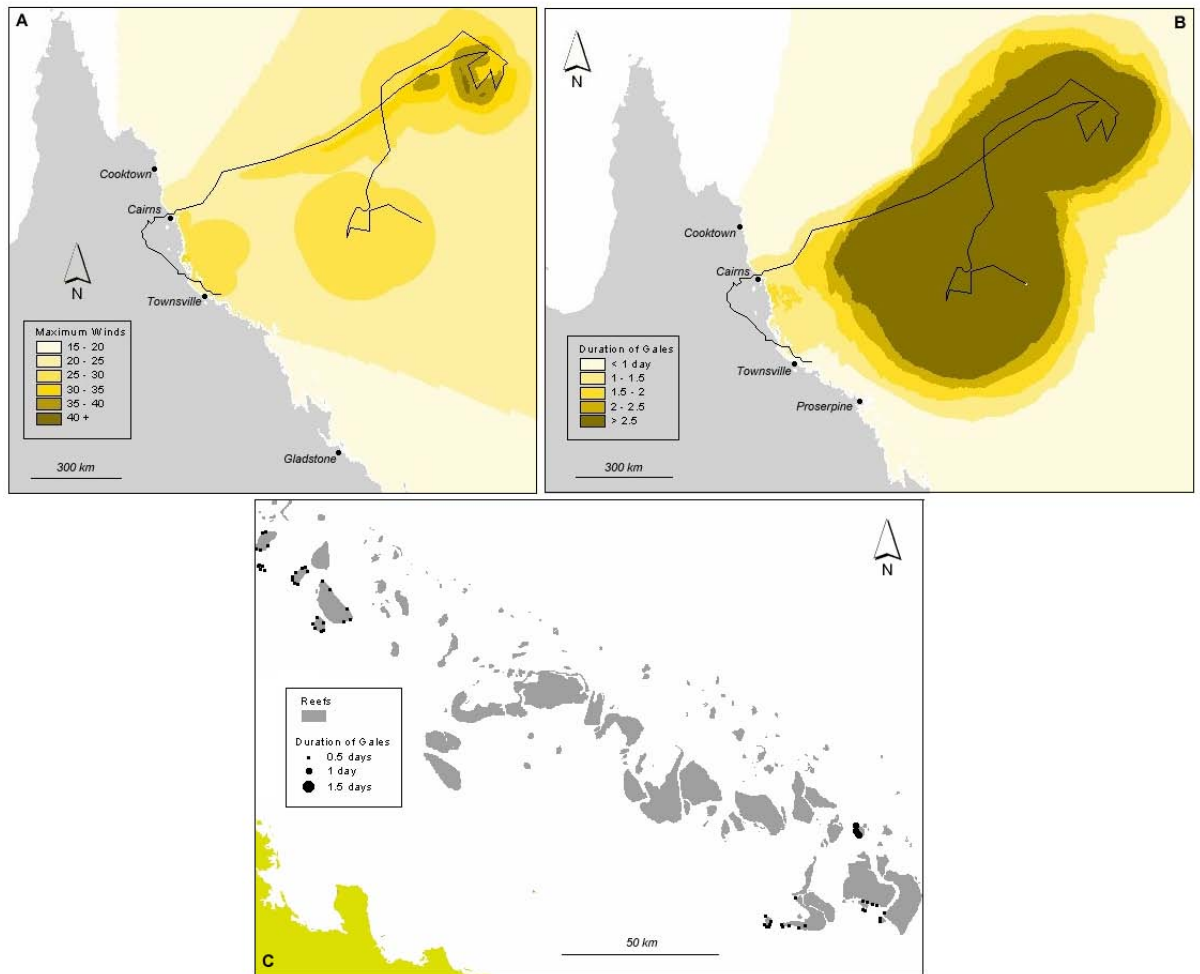 A
Cooktown
Cairns
N
Townsville
Maximum Winds
15 - 20
20 - 25
25 - 30
30 - 35
35 - 40
40 +
300 km
Gladstone
B
N
Cooktown
Cairns
Duration of Gales
< 1 day
1 - 1.5
1.5 - 2
2 - 2.5
> 2.5
Townsville
Proserpine
300 km
N
Reefs
Duration of Gales
0.5 days
1 day
1.5 days
50 km
C